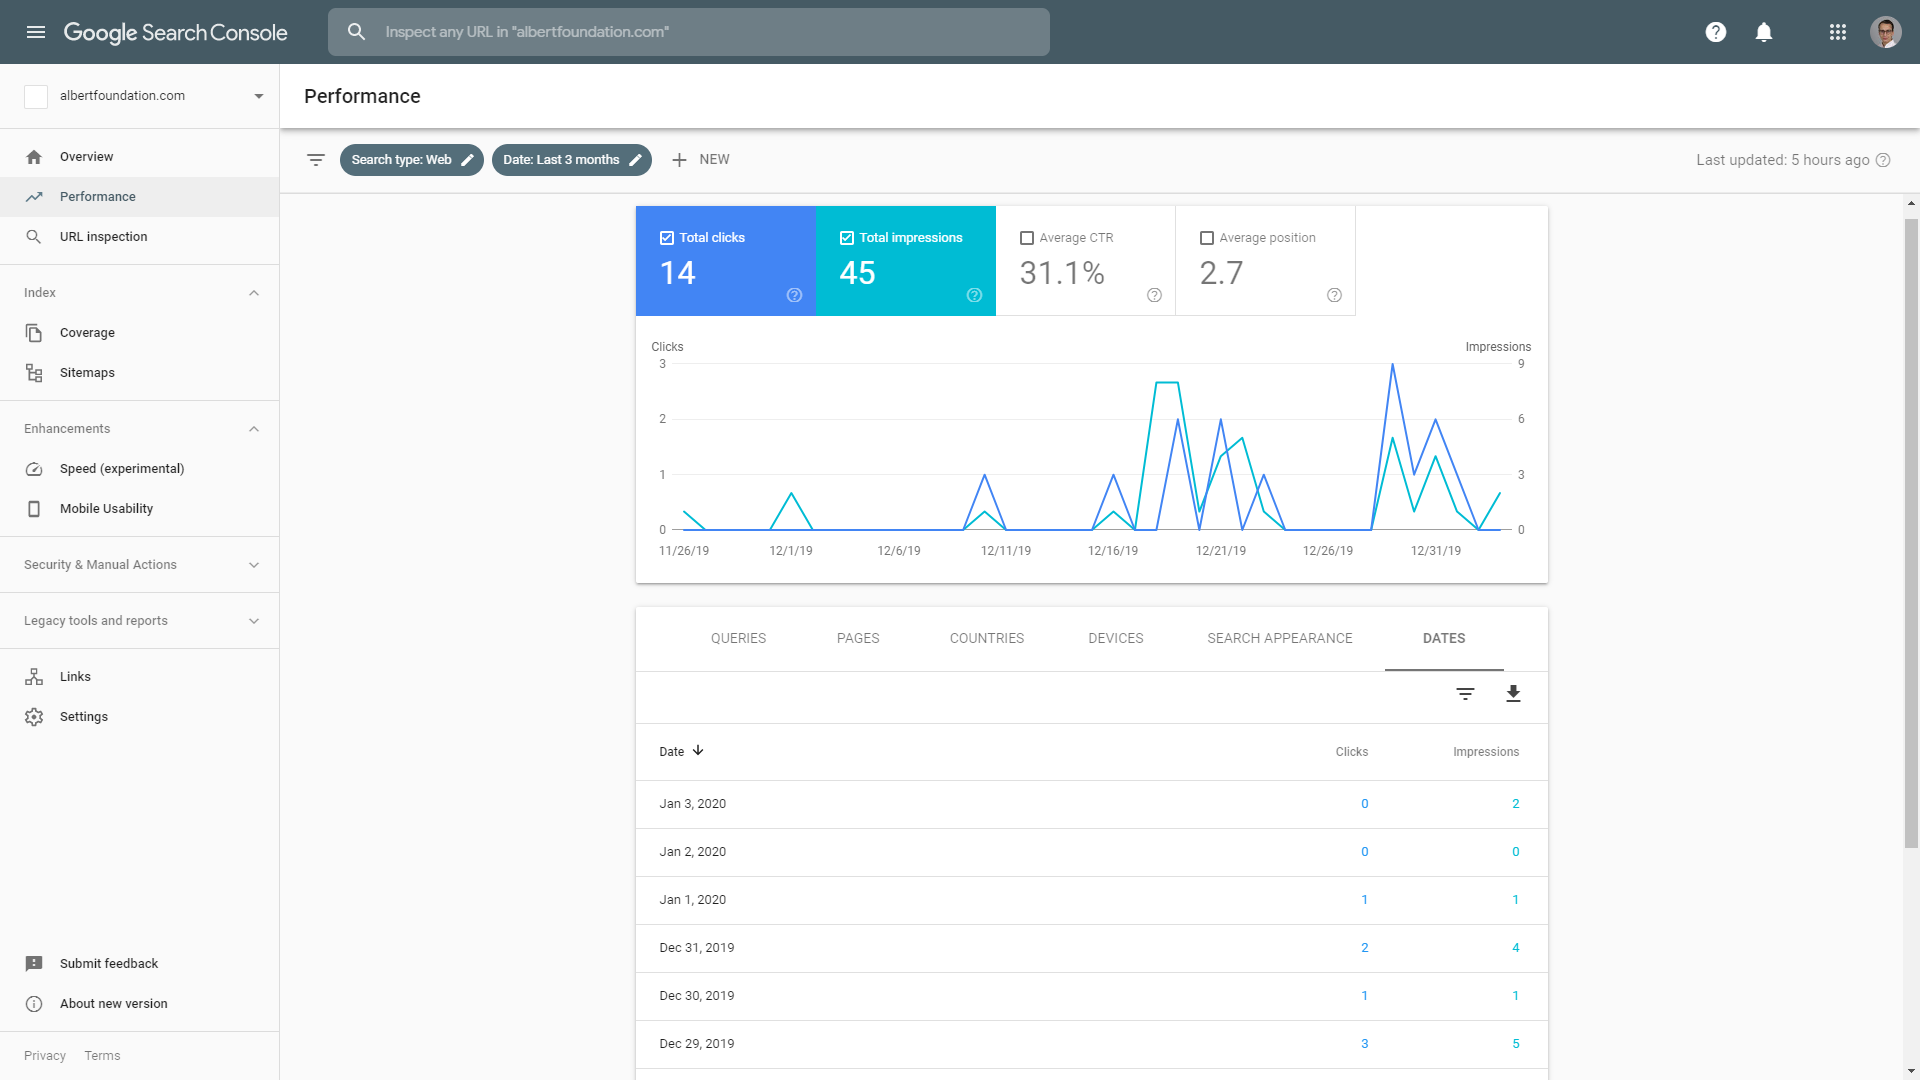 Google Search Console
Inspect any URL in "albertfoundation.com"
albertfoundation.com
Overview
Performance
URL inspection
Index
Coverage
Sitemaps
Enhancements
Speed (experimental)
Mobile Usability
Security & Manual Actions
Legacy tools and reports
Links
Settings
Submit feedback
About new version
Privacy Terms
Performance
Search type: Web
Date: Last 3 months
NEW
Last updated: 5 hours ago
Total clicks
14
Total impressions
45
Average CTR
31.1%
Average position
2.7
Clicks Impressions
3 9
2 6
1 3
0 0
11/26/19 12/1/19 12/6/19 12/11/19 12/16/19 12/21/19 12/26/19 12/31/19
QUERIES PAGES COUNTRIES DEVICES SEARCH APPEARANCE DATES
Date Clicks Impressions
Jan 3, 2020 0 2
Jan 2, 2020 0 0
Jan 1, 2020 1 1
Dec 31, 2019 2 4
Dec 30, 2019 1 1
Dec 29, 2019 3 5